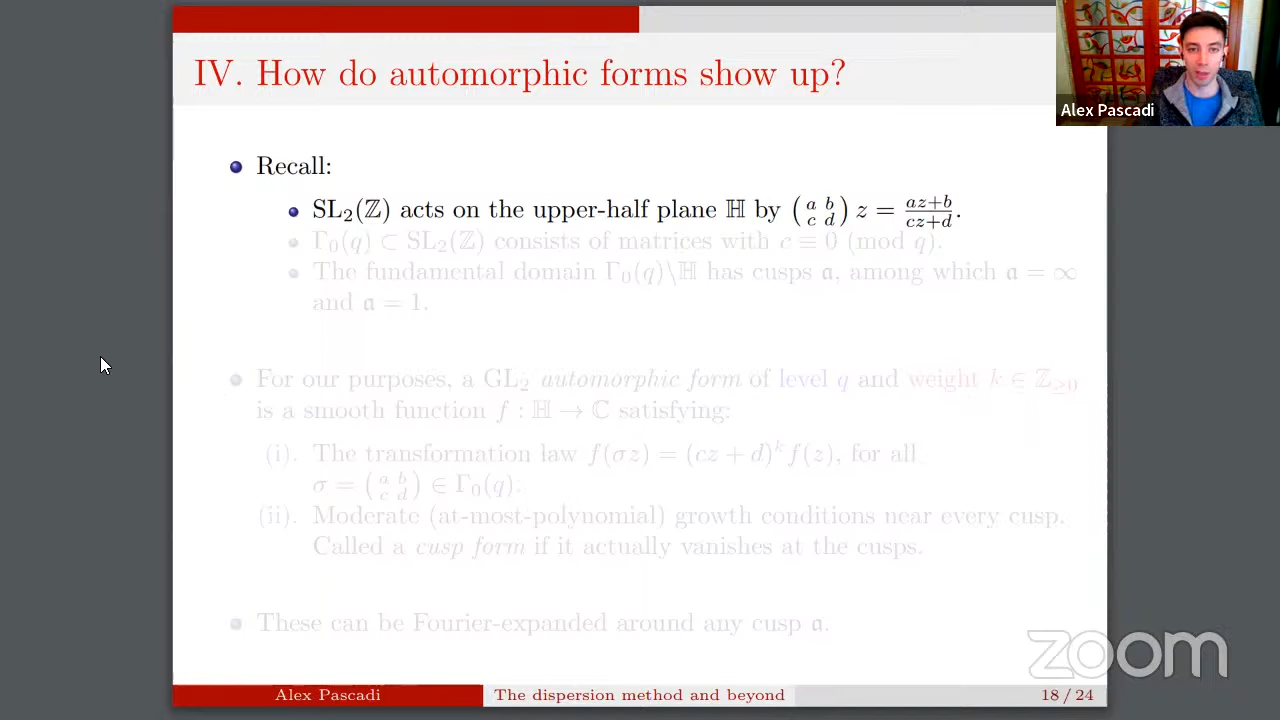 IV. How do automorphic forms show up?
Alex Pascadi
Recall:
SL₂(ℤ) acts on the upper-half plane ℍ by (a b c d) z = az+b/cz+d.
Γ₀(q) ⊂ SL₂(ℤ) consists of matrices with c ≡ 0 (mod q).
The fundamental domain Γ₀(q)\ℍ has cusps 𝔞, among which 𝔞 = ∞
and 𝔞 = 1.
For our purposes, a GL₂ automorphic form of level q and weight k ∈ ℤ≥₀
is a smooth function f : ℍ → ℂ satisfying:
(i). The transformation law f(σz) = (cz + d)ᵏ f(z), for all
σ = (a b c d) ∈ Γ₀(q).
(ii). Moderate (at-most-polynomial) growth conditions near every cusp.
Called a cusp form if it actually vanishes at the cusps.
These can be Fourier-expanded around any cusp 𝔞.
zoom
Alex Pascadi The dispersion method and beyond 18 / 24